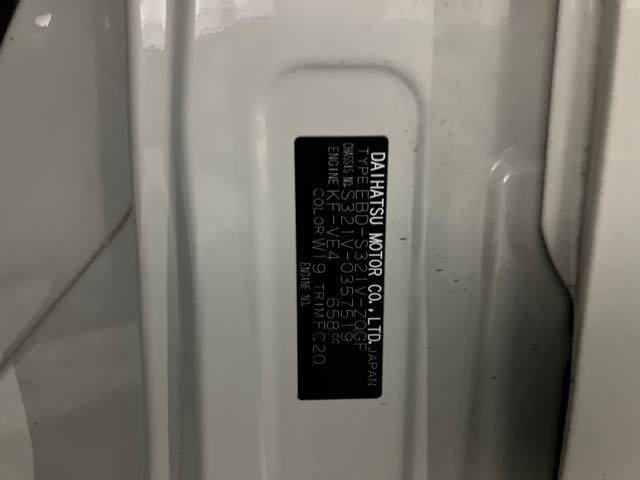 DAIHATSU MOTOR CO.,LTD. JAPAN
TYPE EBD-S321V-ZQGF
CHASSIS NO. S321V-0357519
ENGINE KF-VE4 658cc
COLOR W19 TRIM FC20
ENGINE NO.